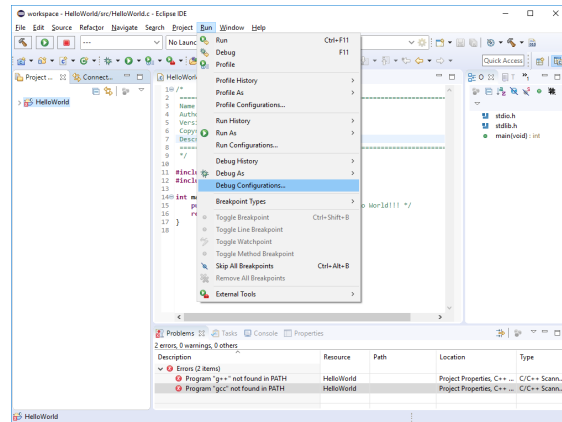 workspace - HelloWorld/src/HelloWorld.c - Eclipse IDE
File Edit Source Refactor Navigate Search Project Run Window Help
--- No Launc
Quick Access
Project... Connect...
HelloWorld
Run Ctrl+F11
Debug F11
Profile
Profile History
Profile As
Profile Configurations...
Run History
Run As
Run Configurations...
Debug History
Debug As
Debug Configurations...
Breakpoint Types
Toggle Breakpoint Ctrl+Shift+B
Toggle Line Breakpoint
Toggle Watchpoint
Toggle Method Breakpoint
Skip All Breakpoints Ctrl+Alt+B
Remove All Breakpoints
External Tools
HelloWorl
1 /*
2 ====
3 Name
4 Autho
5 Versi
6 Copy
7 Descr
8 ====
9 */
10
11 #incl
12 #incl
13
14 int ma
15 pu o World!!! */
16 re
17 }
18
stdio.h
stdlib.h
main(void) : int
Problems Tasks Console Properties
2 errors, 0 warnings, 0 others
Description Resource Path Location Type
Errors (2 items)
Program "g++" not found in PATH HelloWorld Project Properties, C++ ... C/C++ Scann...
Program "gcc" not found in PATH HelloWorld Project Properties, C++ ... C/C++ Scann...
HelloWorld